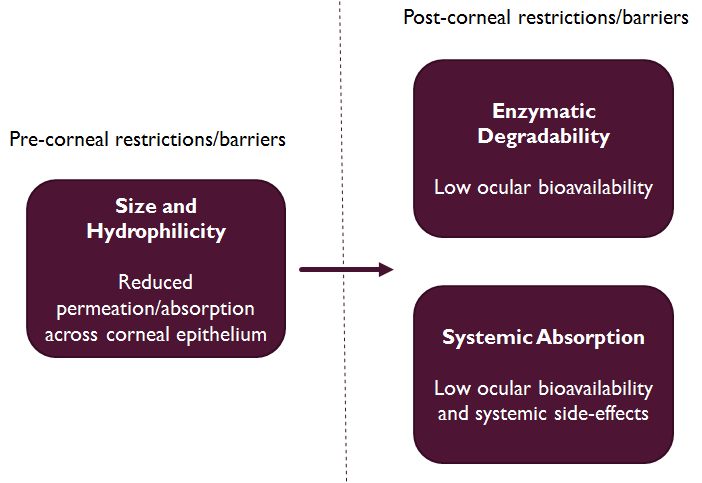 Pre-corneal restrictions/barriers
Size and
Hydrophilicity
Reduced
permeation/absorption
across corneal epithelium
Post-corneal restrictions/barriers
Enzymatic
Degradability
Low ocular bioavailability
Systemic Absorption
Low ocular bioavailability
and systemic side-effects